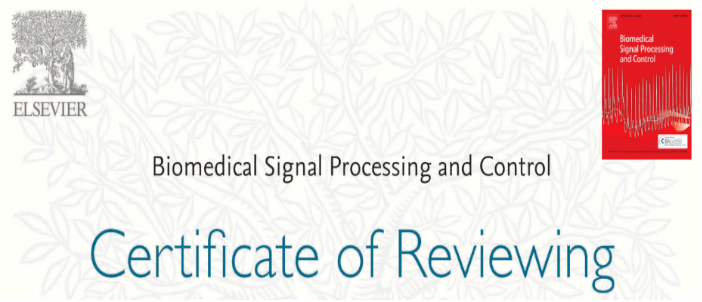 ELSEVIER
Biomedical
Signal Processing
and Control
Biomedical Signal Processing and Control
Certificate of Reviewing